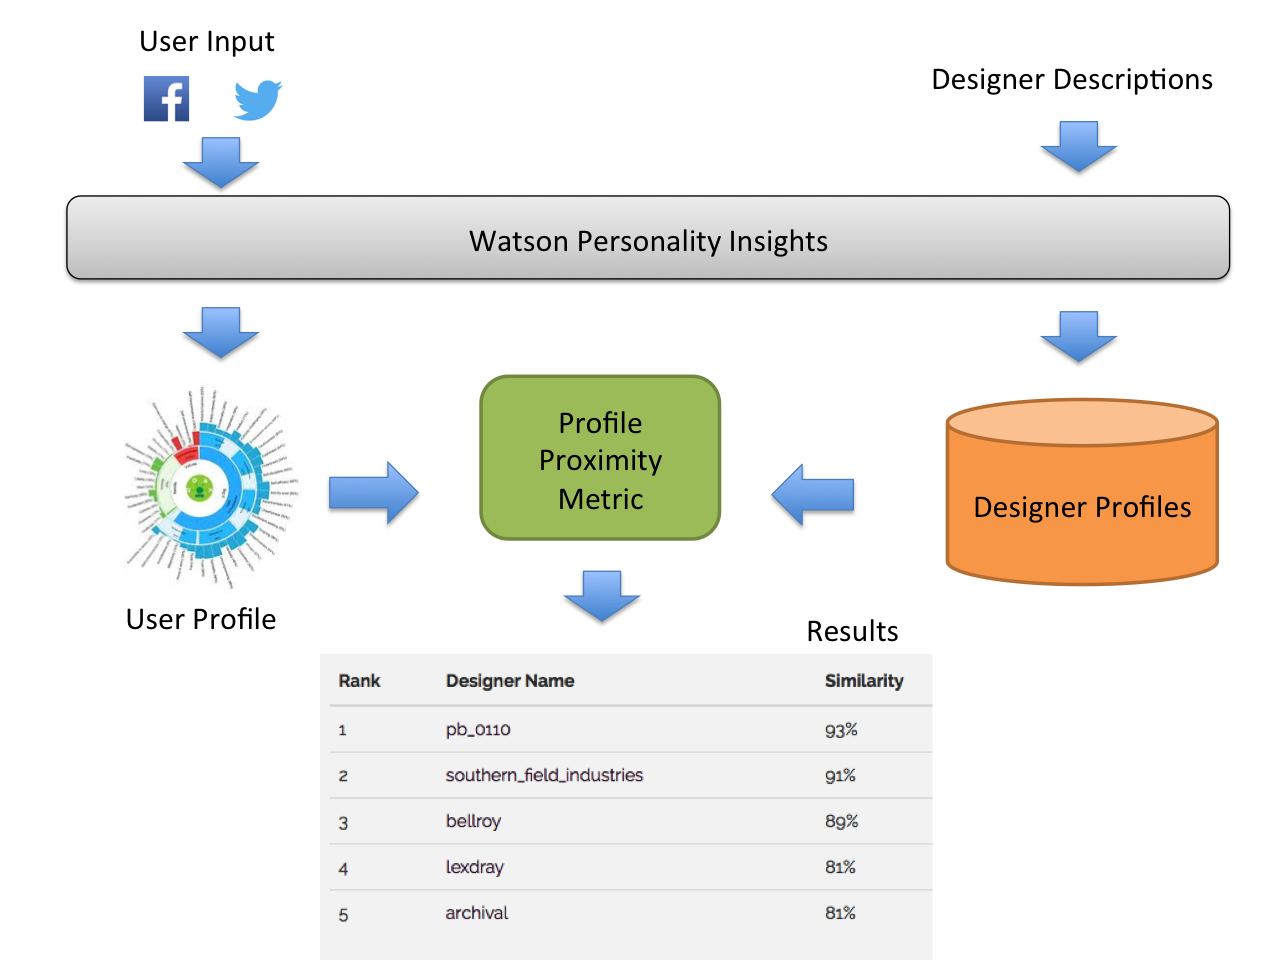 User Input
Designer Descriptions
Watson Personality Insights
Profile
Proximity
Metric
Designer Profiles
User Profile
Results
Rank Designer Name Similarity
1 pb_0110 93%
2 southern_field_industries 91%
3 bellroy 89%
4 lexdray 81%
5 archival 81%